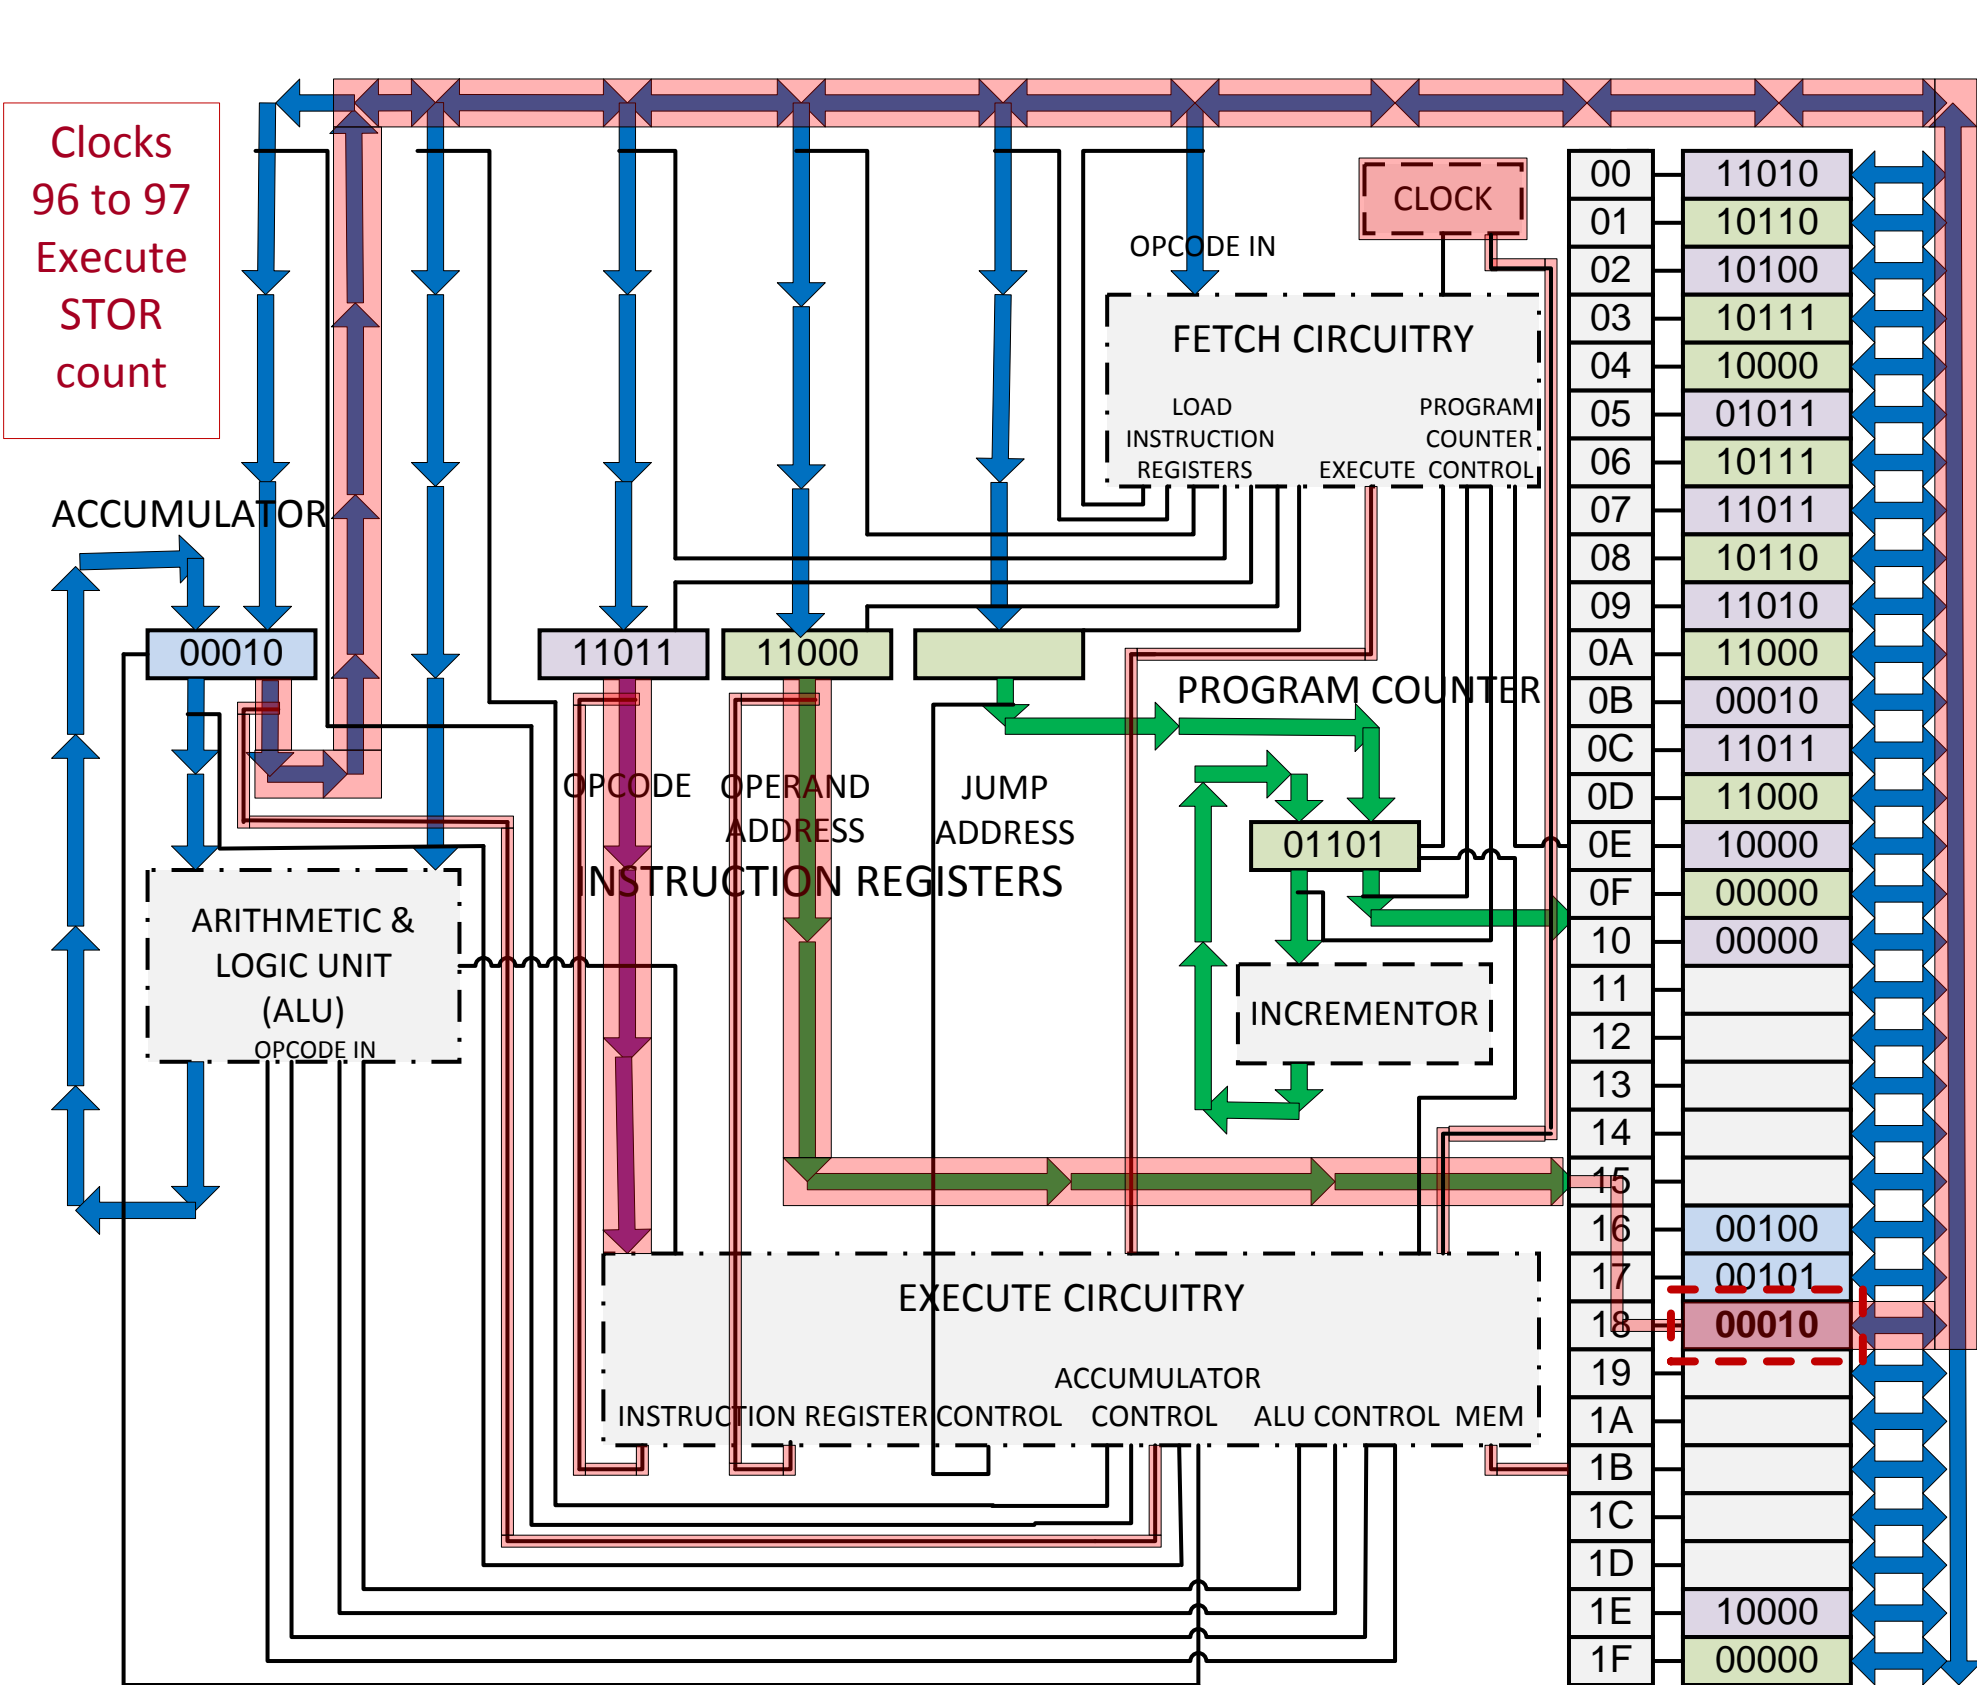 Clocks
96 to 97
Execute
STOR
count
CLOCK
OPCODE IN
FETCH CIRCUITRY
LOAD
INSTRUCTION
REGISTERS
EXECUTE
PROGRAM
COUNTER
CONTROL
ACCUMULATOR
00010
11011
11000
PROGRAM COUNTER
OPCODE
OPERAND
ADDRESS
JUMP
ADDRESS
INSTRUCTION REGISTERS
01101
INCREMENTOR
ARITHMETIC &
LOGIC UNIT
(ALU)
OPCODE IN
EXECUTE CIRCUITRY
INSTRUCTION REGISTER CONTROL
ACCUMULATOR
CONTROL
ALU CONTROL
MEM
00 11010
01 10110
02 10100
03 10111
04 10000
05 01011
06 10111
07 11011
08 10110
09 11010
0A 11000
0B 00010
0C 11011
0D 11000
0E 10000
0F 00000
10 00000
11
12
13
14
15
16 00100
17 00101
18 00010
19
1A
1B
1C
1D
1E 10000
1F 00000